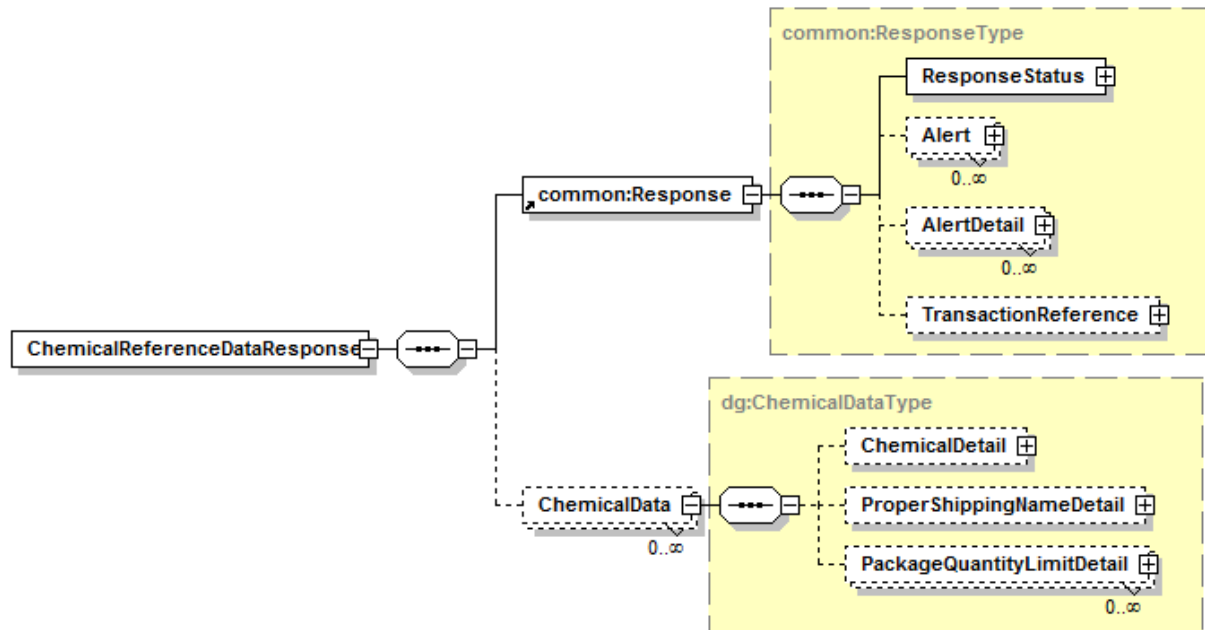 common:ResponseType
ResponseStatus
Alert
0..∞
common:Response
AlertDetail
0..∞
TransactionReference
ChemicalReferenceDataResponse
dg:ChemicalDataType
ChemicalDetail
ChemicalData
0..∞
ProperShippingNameDetail
PackageQuantityLimitDetail
0..∞